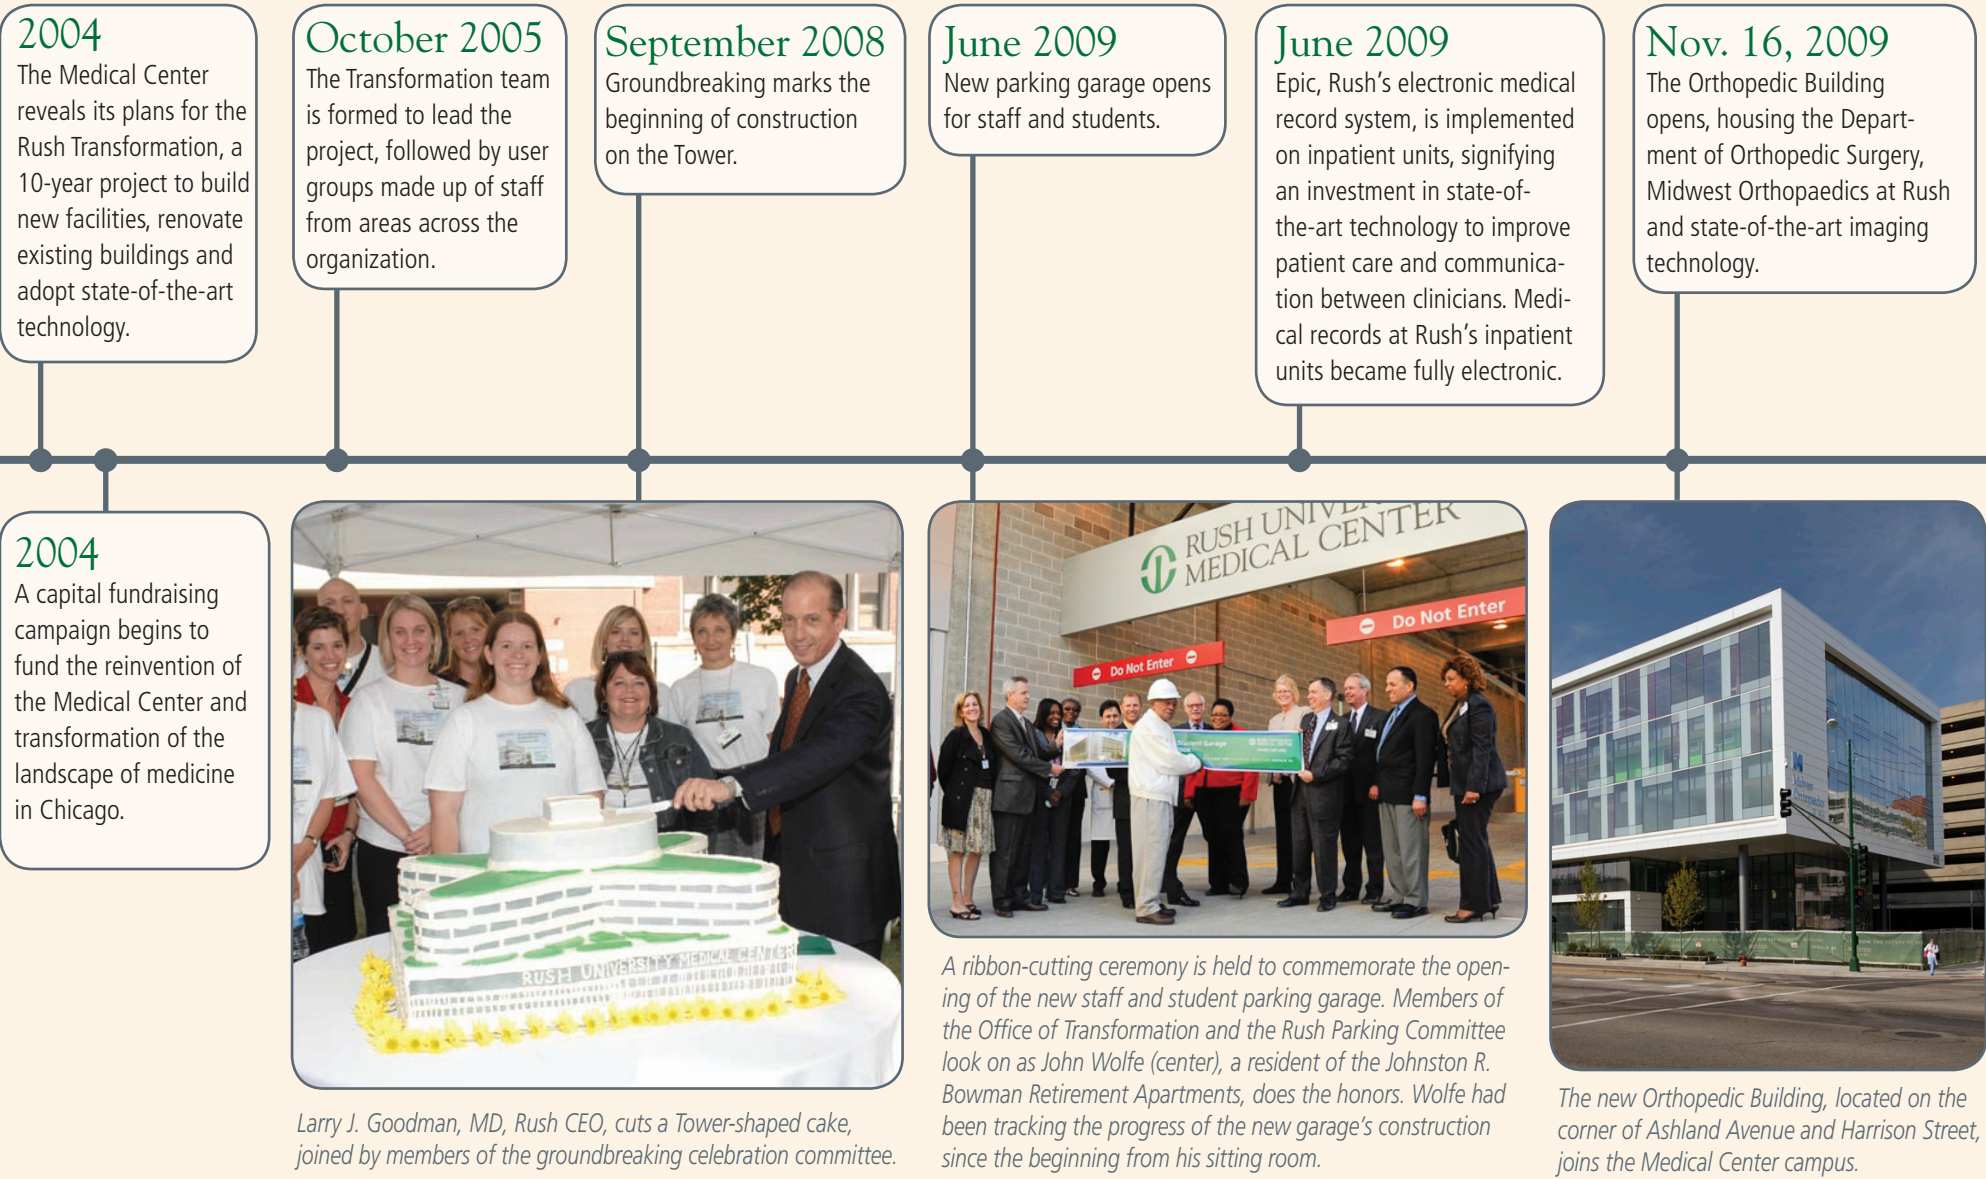 2004
The Medical Center
reveals its plans for the
Rush Transformation, a
10-year project to build
new facilities, renovate
existing buildings and
adopt state-of-the-art
technology.
October 2005
The Transformation team
is formed to lead the
project, followed by user
groups made up of staff
from areas across the
organization.
September 2008
Groundbreaking marks the
beginning of construction
on the Tower.
June 2009
New parking garage opens
for staff and students.
June 2009
Epic, Rush's electronic medical
record system, is implemented
on inpatient units, signifying
an investment in state-of-
the-art technology to improve
patient care and communica-
tion between clinicians. Medi-
cal records at Rush's inpatient
units became fully electronic.
Nov. 16, 2009
The Orthopedic Building
opens, housing the Depart-
ment of Orthopedic Surgery,
Midwest Orthopaedics at Rush
and state-of-the-art imaging
technology.
2004
A capital fundraising
campaign begins to
fund the reinvention of
the Medical Center and
transformation of the
landscape of medicine
in Chicago.
RUSH UNIVERSITY MEDICAL CENTER
Larry J. Goodman, MD, Rush CEO, cuts a Tower-shaped cake,
joined by members of the groundbreaking celebration committee.
RUSH UNIVERSITY
MEDICAL CENTER
Do Not Enter
Do Not Enter
Student Garage
A ribbon-cutting ceremony is held to commemorate the open-
ing of the new staff and student parking garage. Members of
the Office of Transformation and the Rush Parking Committee
look on as John Wolfe (center), a resident of the Johnston R.
Bowman Retirement Apartments, does the honors. Wolfe had
been tracking the progress of the new garage's construction
since the beginning from his sitting room.
The new Orthopedic Building, located on the
corner of Ashland Avenue and Harrison Street,
joins the Medical Center campus.